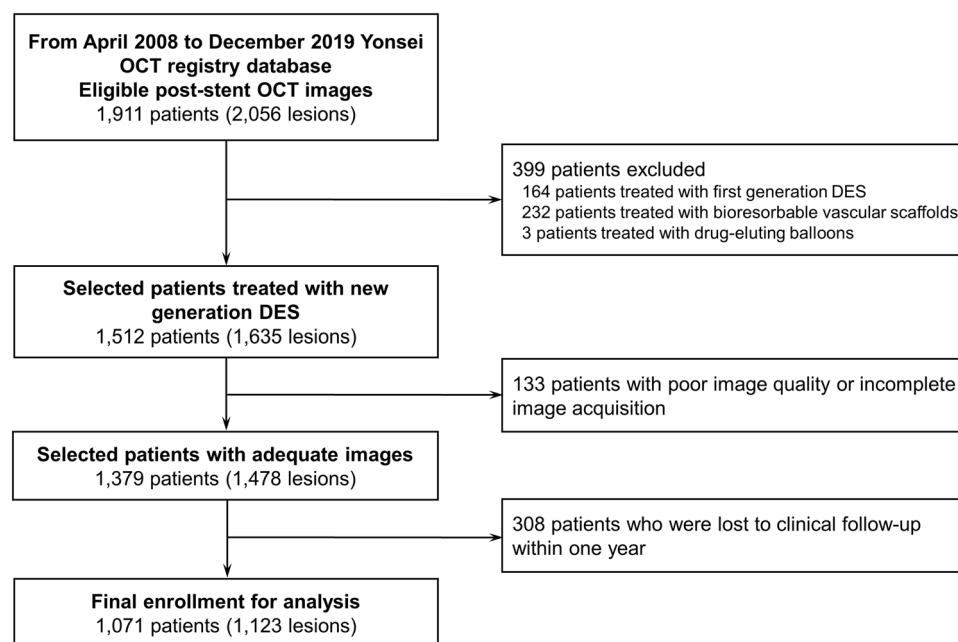 From April 2008 to December 2019 Yonsei
OCT registry database
Eligible post-stent OCT images
1,911 patients (2,056 lesions)
399 patients excluded
164 patients treated with first generation DES
232 patients treated with bioresorbable vascular scaffolds
3 patients treated with drug-eluting balloons
Selected patients treated with new
generation DES
1,512 patients (1,635 lesions)
133 patients with poor image quality or incomplete
image acquisition
Selected patients with adequate images
1,379 patients (1,478 lesions)
308 patients who were lost to clinical follow-up
within one year
Final enrollment for analysis
1,071 patients (1,123 lesions)